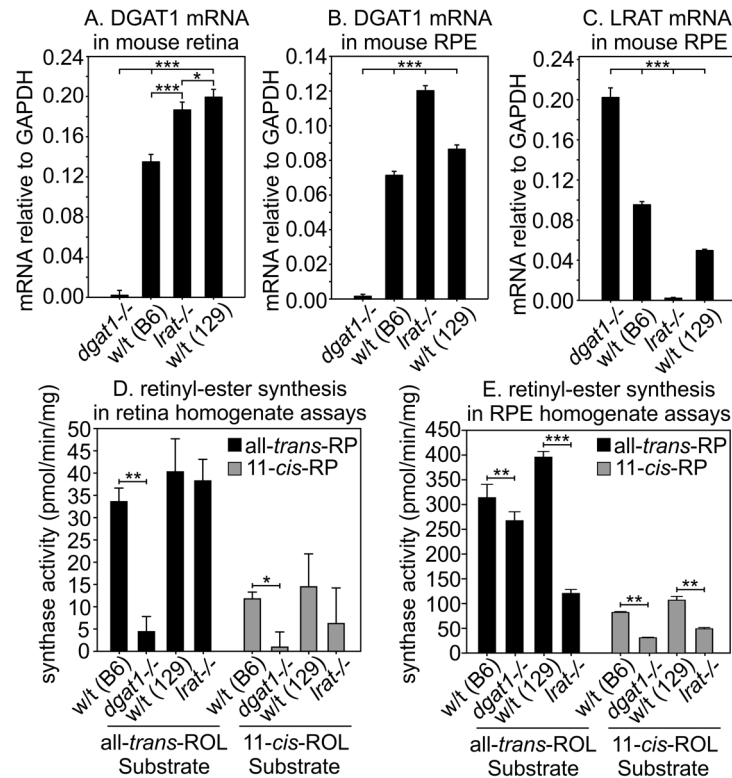 A. DGAT1 mRNA
in mouse retina
mRNA relative to GAPDH
0.24
0.20
0.16
0.12
0.08
0.04
0.00
***
***
*
dgat1-/-
w/t (B6)
lrat-/-
w/t (129)
B. DGAT1 mRNA
in mouse RPE
mRNA relative to GAPDH
0.12
0.10
0.08
0.06
0.04
0.02
0.00
***
dgat1-/-
w/t (B6)
lrat-/-
w/t (129)
C. LRAT mRNA
in mouse RPE
mRNA relative to GAPDH
0.24
0.20
0.16
0.12
0.08
0.04
0.00
***
dgat1-/-
w/t (B6)
lrat-/-
w/t (129)
D. retinyl-ester synthesis
in retina homogenate assays
synthase activity (pmol/min/mg)
50
45
40
35
30
25
20
15
10
5
0
all-trans-RP
11-cis-RP
**
*
w/t (B6)
dgat1-/-
w/t (129)
lrat-/-
w/t (B6)
dgat1-/-
w/t (129)
lrat-/-
all-trans-ROL
Substrate
11-cis-ROL
Substrate
E. retinyl-ester synthesis
in RPE homogenate assays
synthase activity (pmol/min/mg)
450
400
350
300
250
200
150
100
50
0
all-trans-RP
11-cis-RP
**
***
**
**
w/t (B6)
dgat1-/-
w/t (129)
lrat-/-
w/t (B6)
dgat1-/-
w/t (129)
lrat-/-
all-trans-ROL
Substrate
11-cis-ROL
Substrate